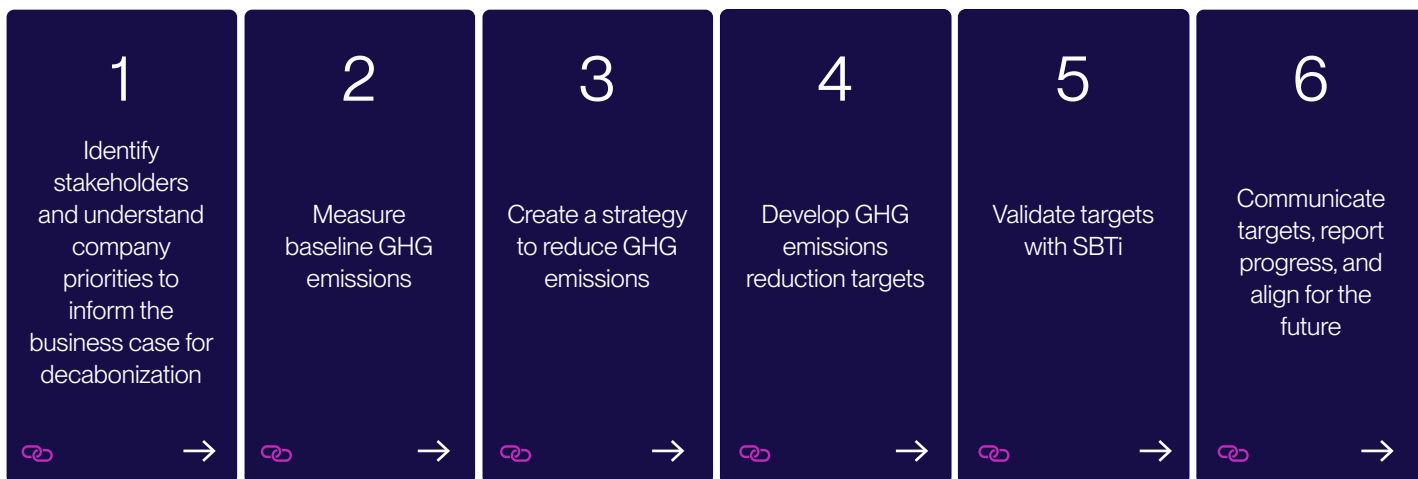 1
Identify
stakeholders
and understand
company
priorities to
inform the
business case for
decabonization
2
Measure
baseline GHG
emissions
3
Create a strategy
to reduce GHG
emissions
4
Develop GHG
emissions
reduction targets
5
Validate targets
with SBTi
6
Communicate
targets, report
progress, and
align for the
future